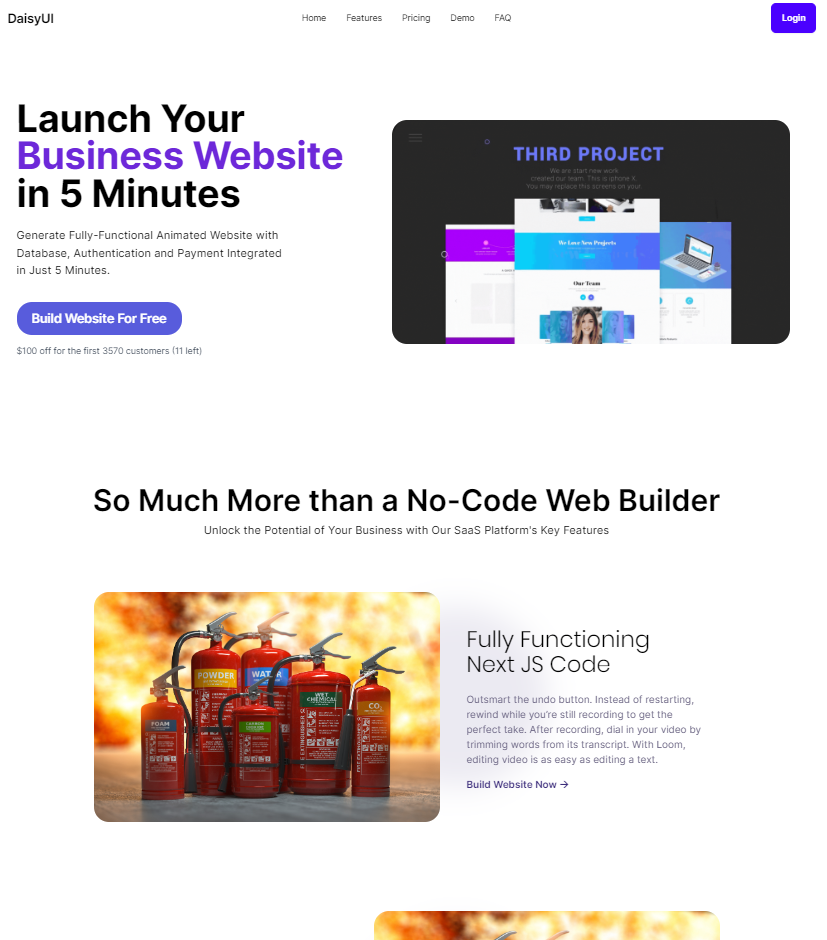 DaisyUI
Home
Features
Pricing
Demo
FAQ
Login
Launch Your
Business Website
in 5 Minutes
Generate Fully-Functional Animated Website with
Database, Authentication and Payment Integrated
in Just 5 Minutes.
Build Website For Free
$100 off for the first 3570 customers (11 left)
THIRD PROJECT
We are start new work
created our team. This is iphone X.
You may replace this screens on your
We Love New Projects
Our Team
So Much More than a No-Code Web Builder
Unlock the Potential of Your Business with Our SaaS Platform's Key Features
POWDER
WATER
WET
CHEMICAL
FOAM
CO₂
Fully Functioning
Next JS Code
Outsmart the undo button. Instead of restarting,
rewind while you're still recording to get the
perfect take. After recording, dial in your video by
trimming words from its transcript. With Loom,
editing video is as easy as editing a text.
Build Website Now →